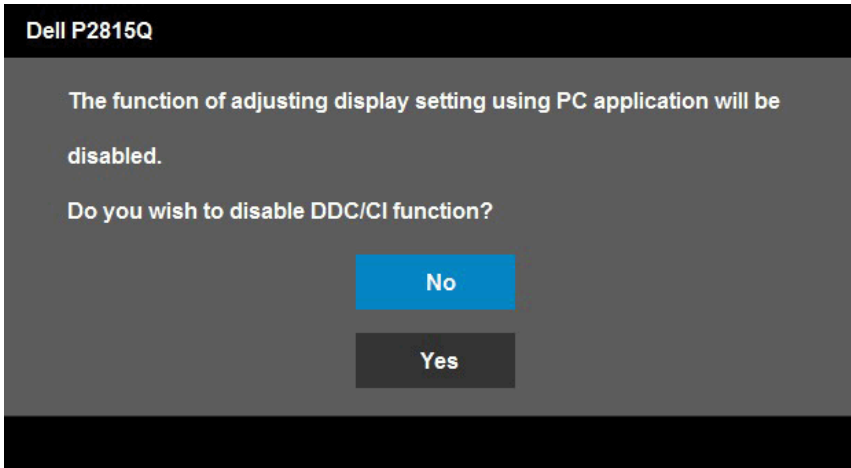 Dell P2815Q
The function of adjusting display setting using PC application will be
disabled.
Do you wish to disable DDC/CI function?
No
Yes